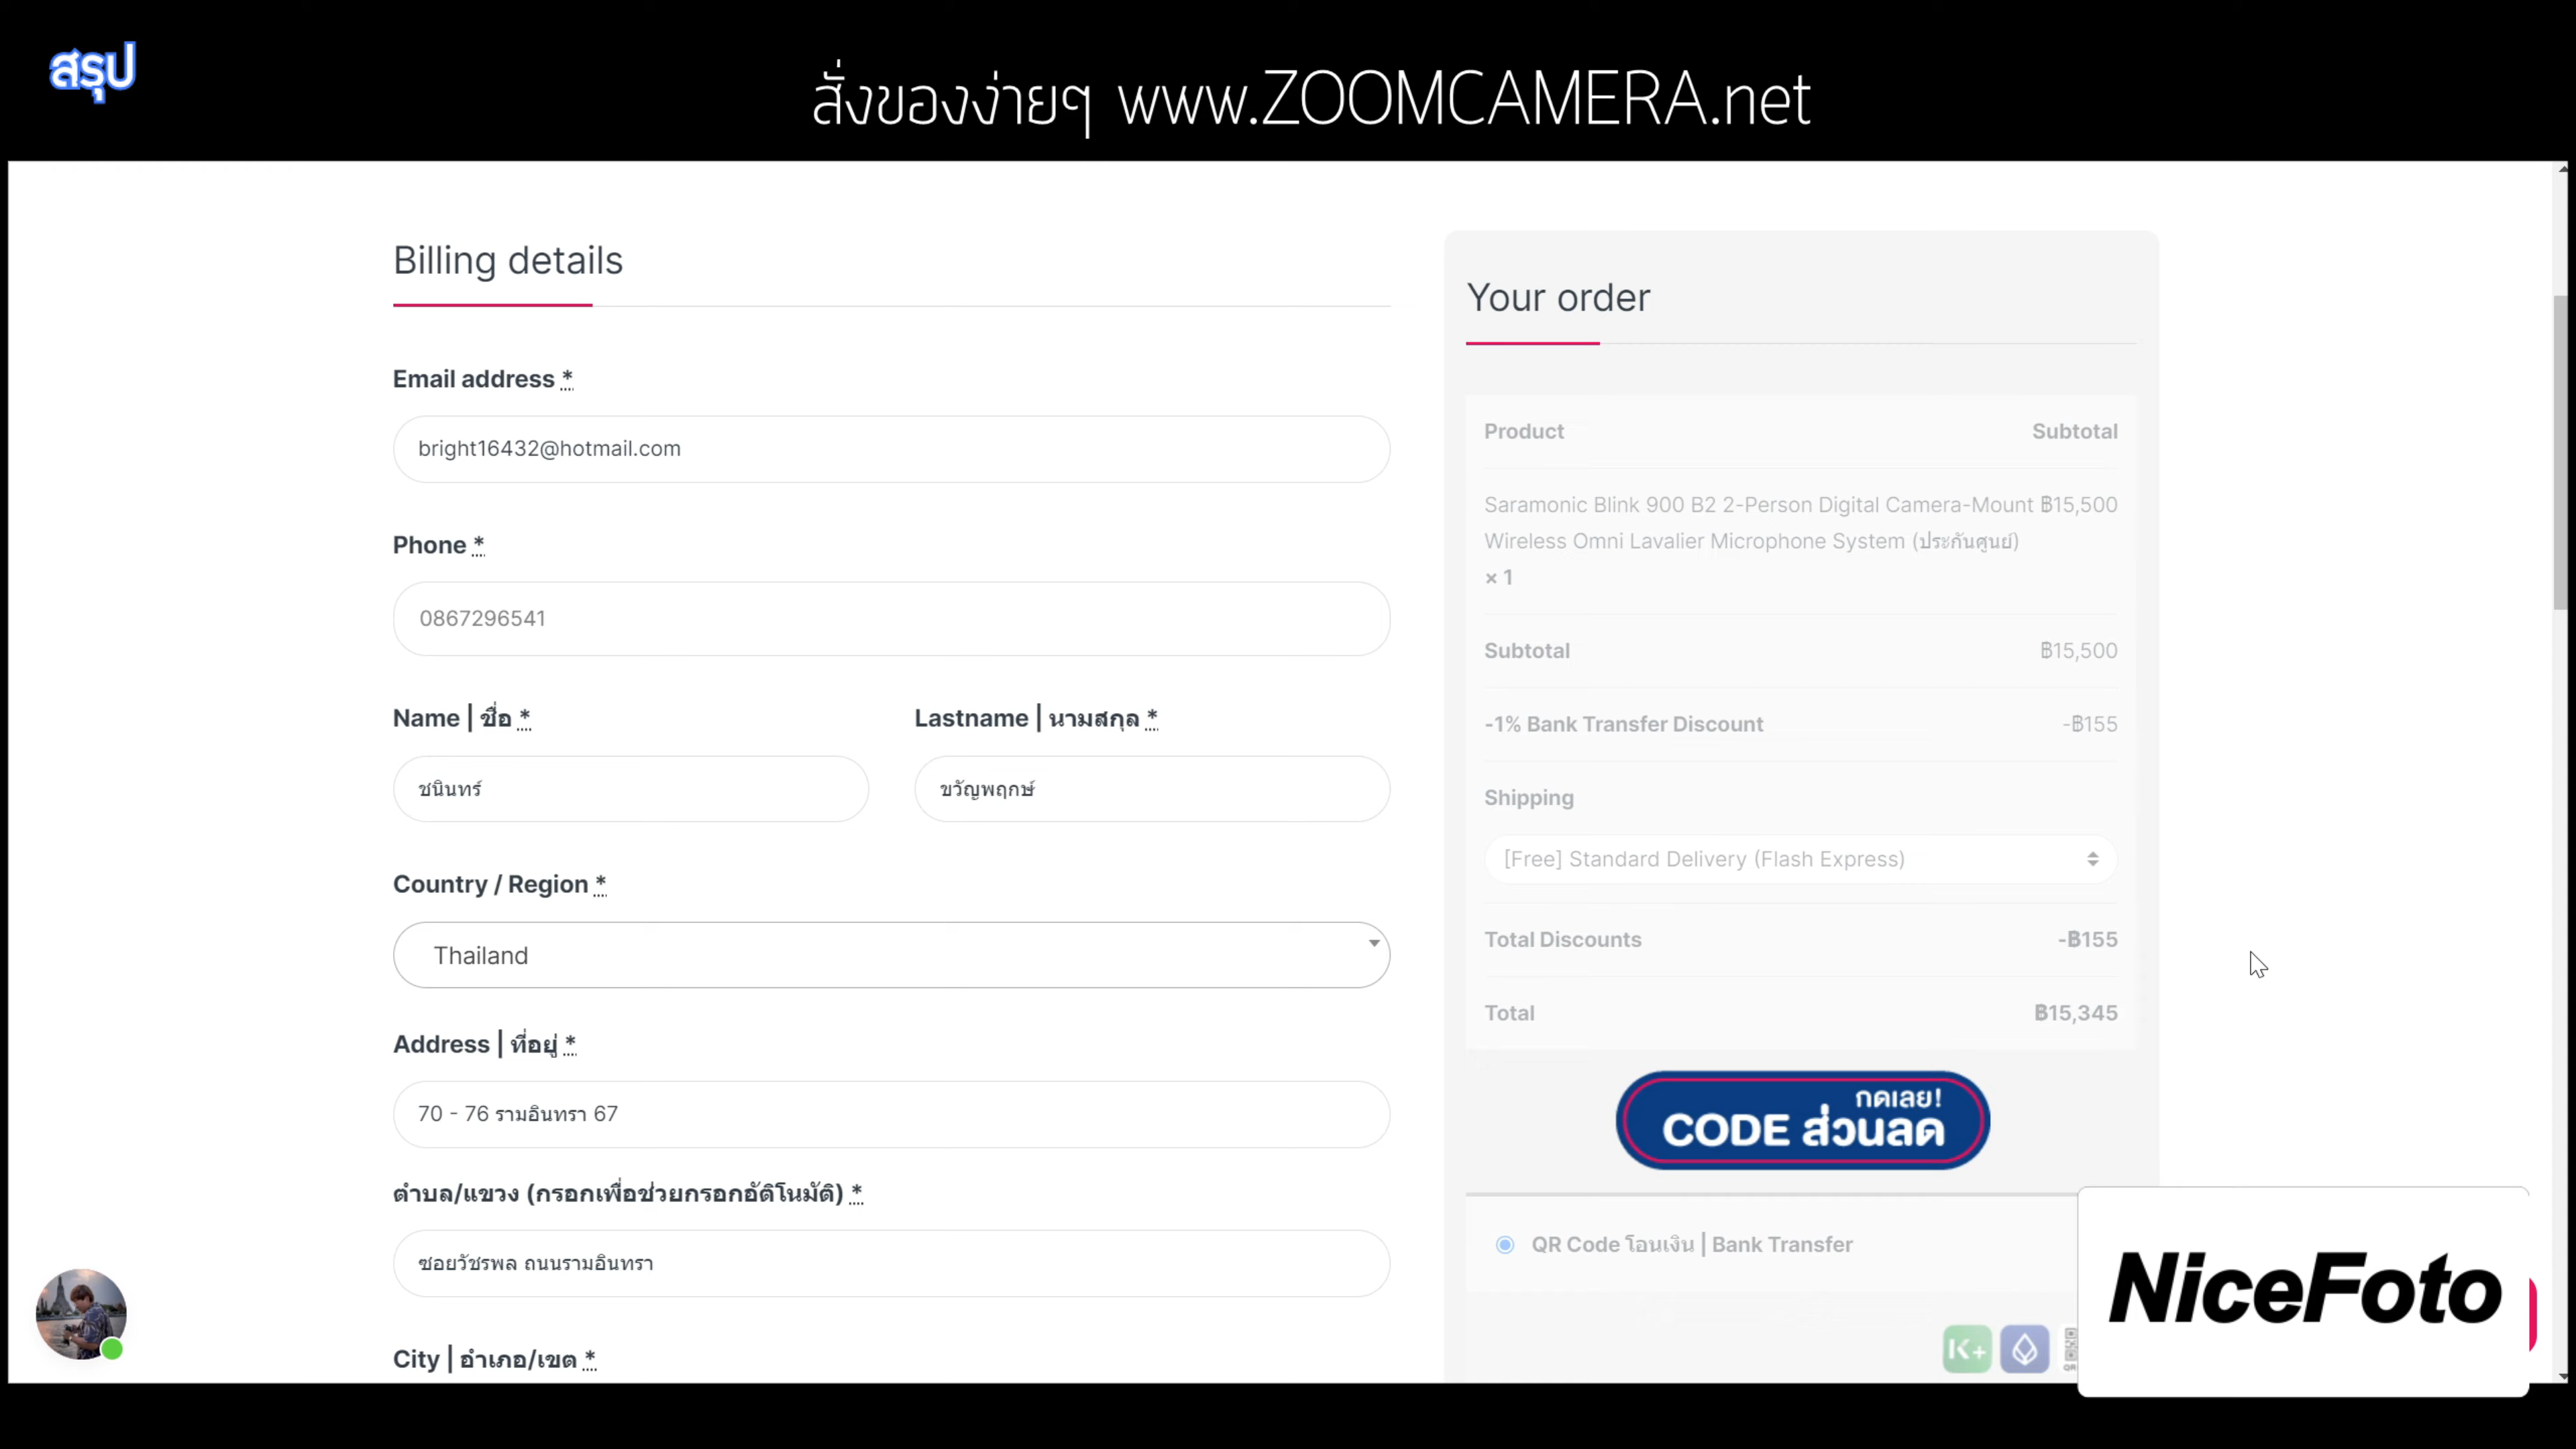 สรุป
สั่งของง่ายๆ www.ZOOMCAMERA.net
Billing details
Email address *
bright16432@hotmail.com
Phone *
0867296541
Name | ชื่อ *
Lastname | นามสกุล *
ชนินทร์
ขวัญพฤกษ์
Country / Region *
Thailand
Address | ที่อยู่ *
70 - 76 รามอินทรา 67
ตำบล/แขวง (กรอกเพื่อช่วยกรอกอัติโนมัติ) *
ซอยวัชรพล ถนนรามอินทรา
City | อำเภอ/เขต *
Your order
Product Subtotal
Saramonic Blink 900 B2 2-Person Digital Camera-Mount ฿15,500
Wireless Omni Lavalier Microphone System (ประกันศูนย์)
× 1
Subtotal ฿15,500
-1% Bank Transfer Discount -฿155
Shipping
[Free] Standard Delivery (Flash Express)
Total Discounts -฿155
Total ฿15,345
กดเลย!
CODE ส่วนลด
QR Code โอนเงิน | Bank Transfer
K+
QR
NiceFoto